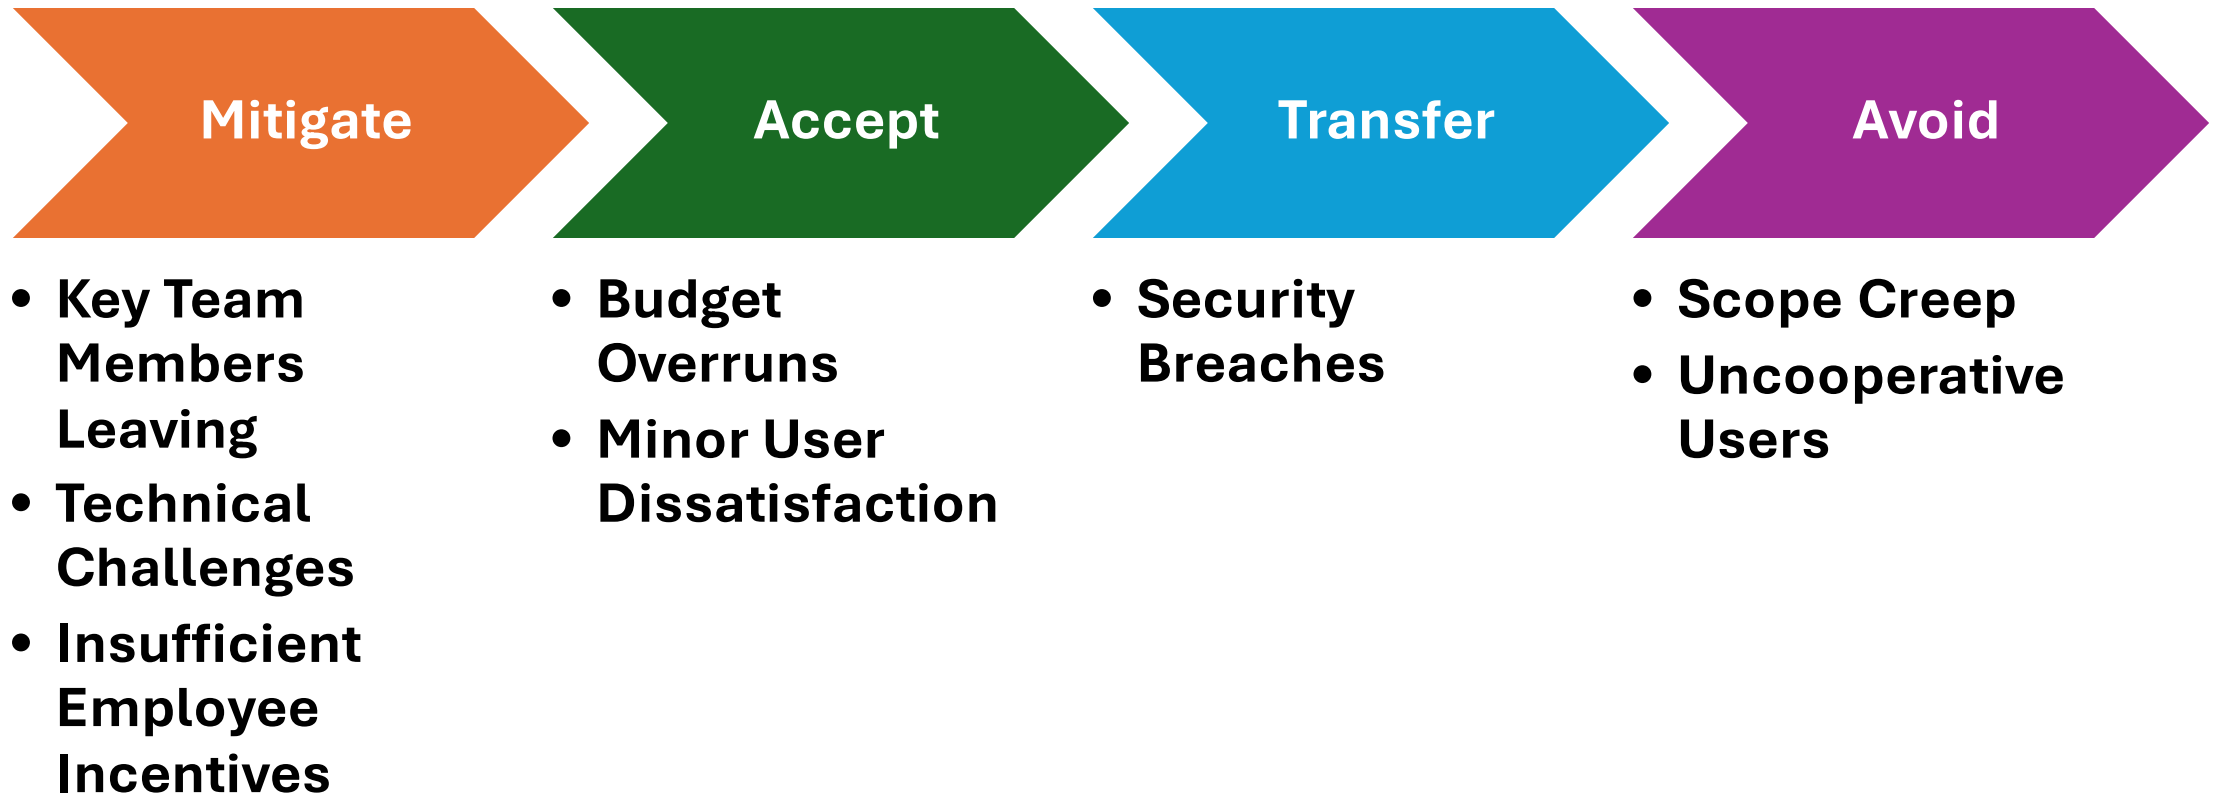 Mitigate
Accept
Transfer
Avoid
• Key Team
Members
Leaving
• Technical
Challenges
• Insufficient
Employee
Incentives
• Budget
Overruns
• Minor User
Dissatisfaction
• Security
Breaches
• Scope Creep
• Uncooperative
Users